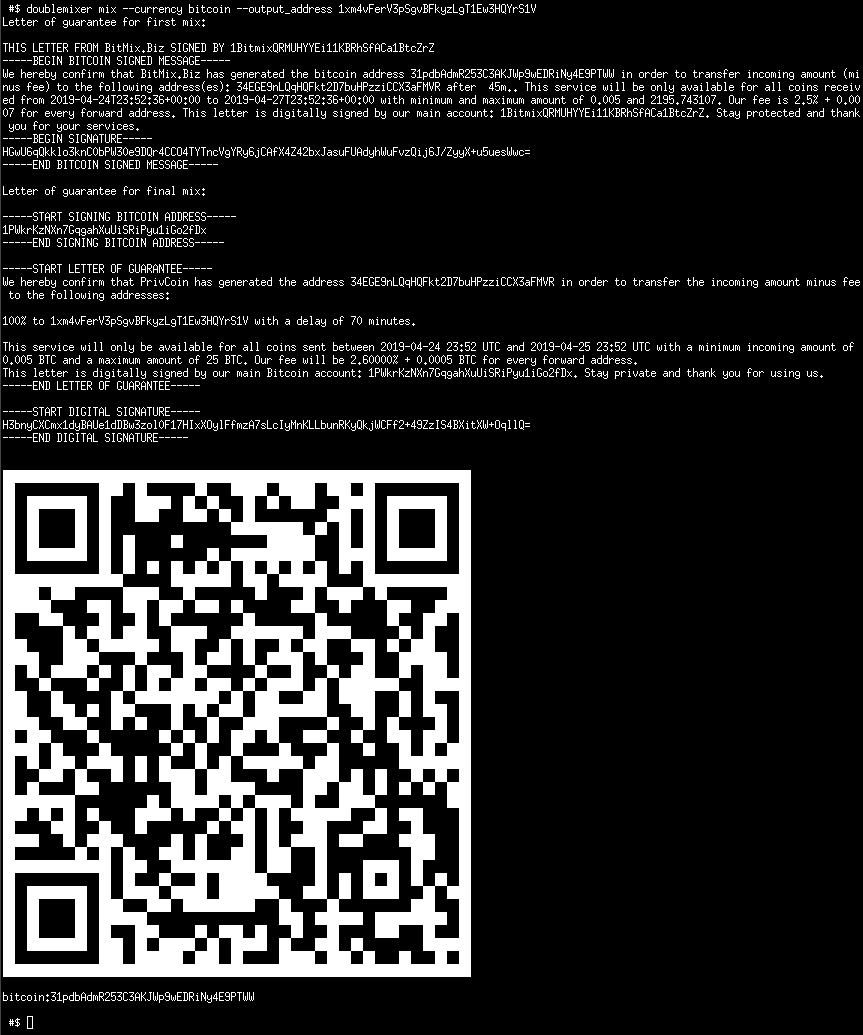 #$ doublemixer mix --currency bitcoin --output_address 1xm4vFerV3pSgvBFkyzLgT1Ew3HQYrS1V
Letter of guarantee for first mix:
THIS LETTER FROM BitMix.Biz SIGNED BY 1BitmixQRMUHYYEi11KBRhSfACa1BtcZrZ
-----BEGIN BITCOIN SIGNED MESSAGE-----
We hereby confirm that BitMix.Biz has generated the bitcoin address 31pdbAdmR253C3AKJWp9wEDRiNy4E9PTWW in order to transfer incoming amount (mi
nus fee) to the following address(es): 34EGE9nLQqHQFkt2D7buHPzziCCX3aFMVR after  45m.. This service will be only available for all coins receiv
ed from 2019-04-24T23:52:36+00:00 to 2019-04-27T23:52:36+00:00 with minimum and maximum amount of 0.005 and 2195.743107. Our fee is 2.5% + 0.00
07 for every forward address. This letter is digitally signed by our main account: 1BitmixQRMUHYYEi11KBRhSfACa1BtcZrZ. Stay protected and thank
you for your services.
-----BEGIN SIGNATURE-----
HGwU6qQkklo3knC0bPW30e9DQr4CCO4TYTncVgYRy6jCAfX4Z42bxJasuFUAdyhWuFvzQij6J/ZyyX+u5uesWwc=
-----END BITCOIN SIGNED MESSAGE-----
Letter of guarantee for final mix:
-----START SIGNING BITCOIN ADDRESS-----
1PWkrKzNXn7GqgahXuUiSRiPyu1iGo2fDx
-----END SIGNING BITCOIN ADDRESS-----
-----START LETTER OF GUARANTEE-----
We hereby confirm that PrivCoin has generated the address 34EGE9nLQqHQFkt2D7buHPzziCCX3aFMVR in order to transfer the incoming amount minus fee
to the following addresses:
100% to 1xm4vFerV3pSgvBFkyzLgT1Ew3HQYrS1V with a delay of 70 minutes.
This service will only be available for all coins sent between 2019-04-24 23:52 UTC and 2019-04-25 23:52 UTC with a minimum incoming amount of
0.005 BTC and a maximum amount of 25 BTC. Our fee will be 2.60000% + 0.0005 BTC for every forward address.
This letter is digitally signed by our main Bitcoin account: 1PWkrKzNXn7GqgahXuUiSRiPyu1iGo2fDx. Stay private and thank you for using us.
-----END LETTER OF GUARANTEE-----
-----START DIGITAL SIGNATURE-----
H3bnyCXCmx1dyBAUe1dDBw3zol0F17HIxXOylFfmzA7sLcIyMnKLLbunRKyQkjWCFf2+49ZzIS4BXitXW+OqllQ=
-----END DIGITAL SIGNATURE-----
bitcoin:31pdbAdmR253C3AKJWp9wEDRiNy4E9PTWW
#$